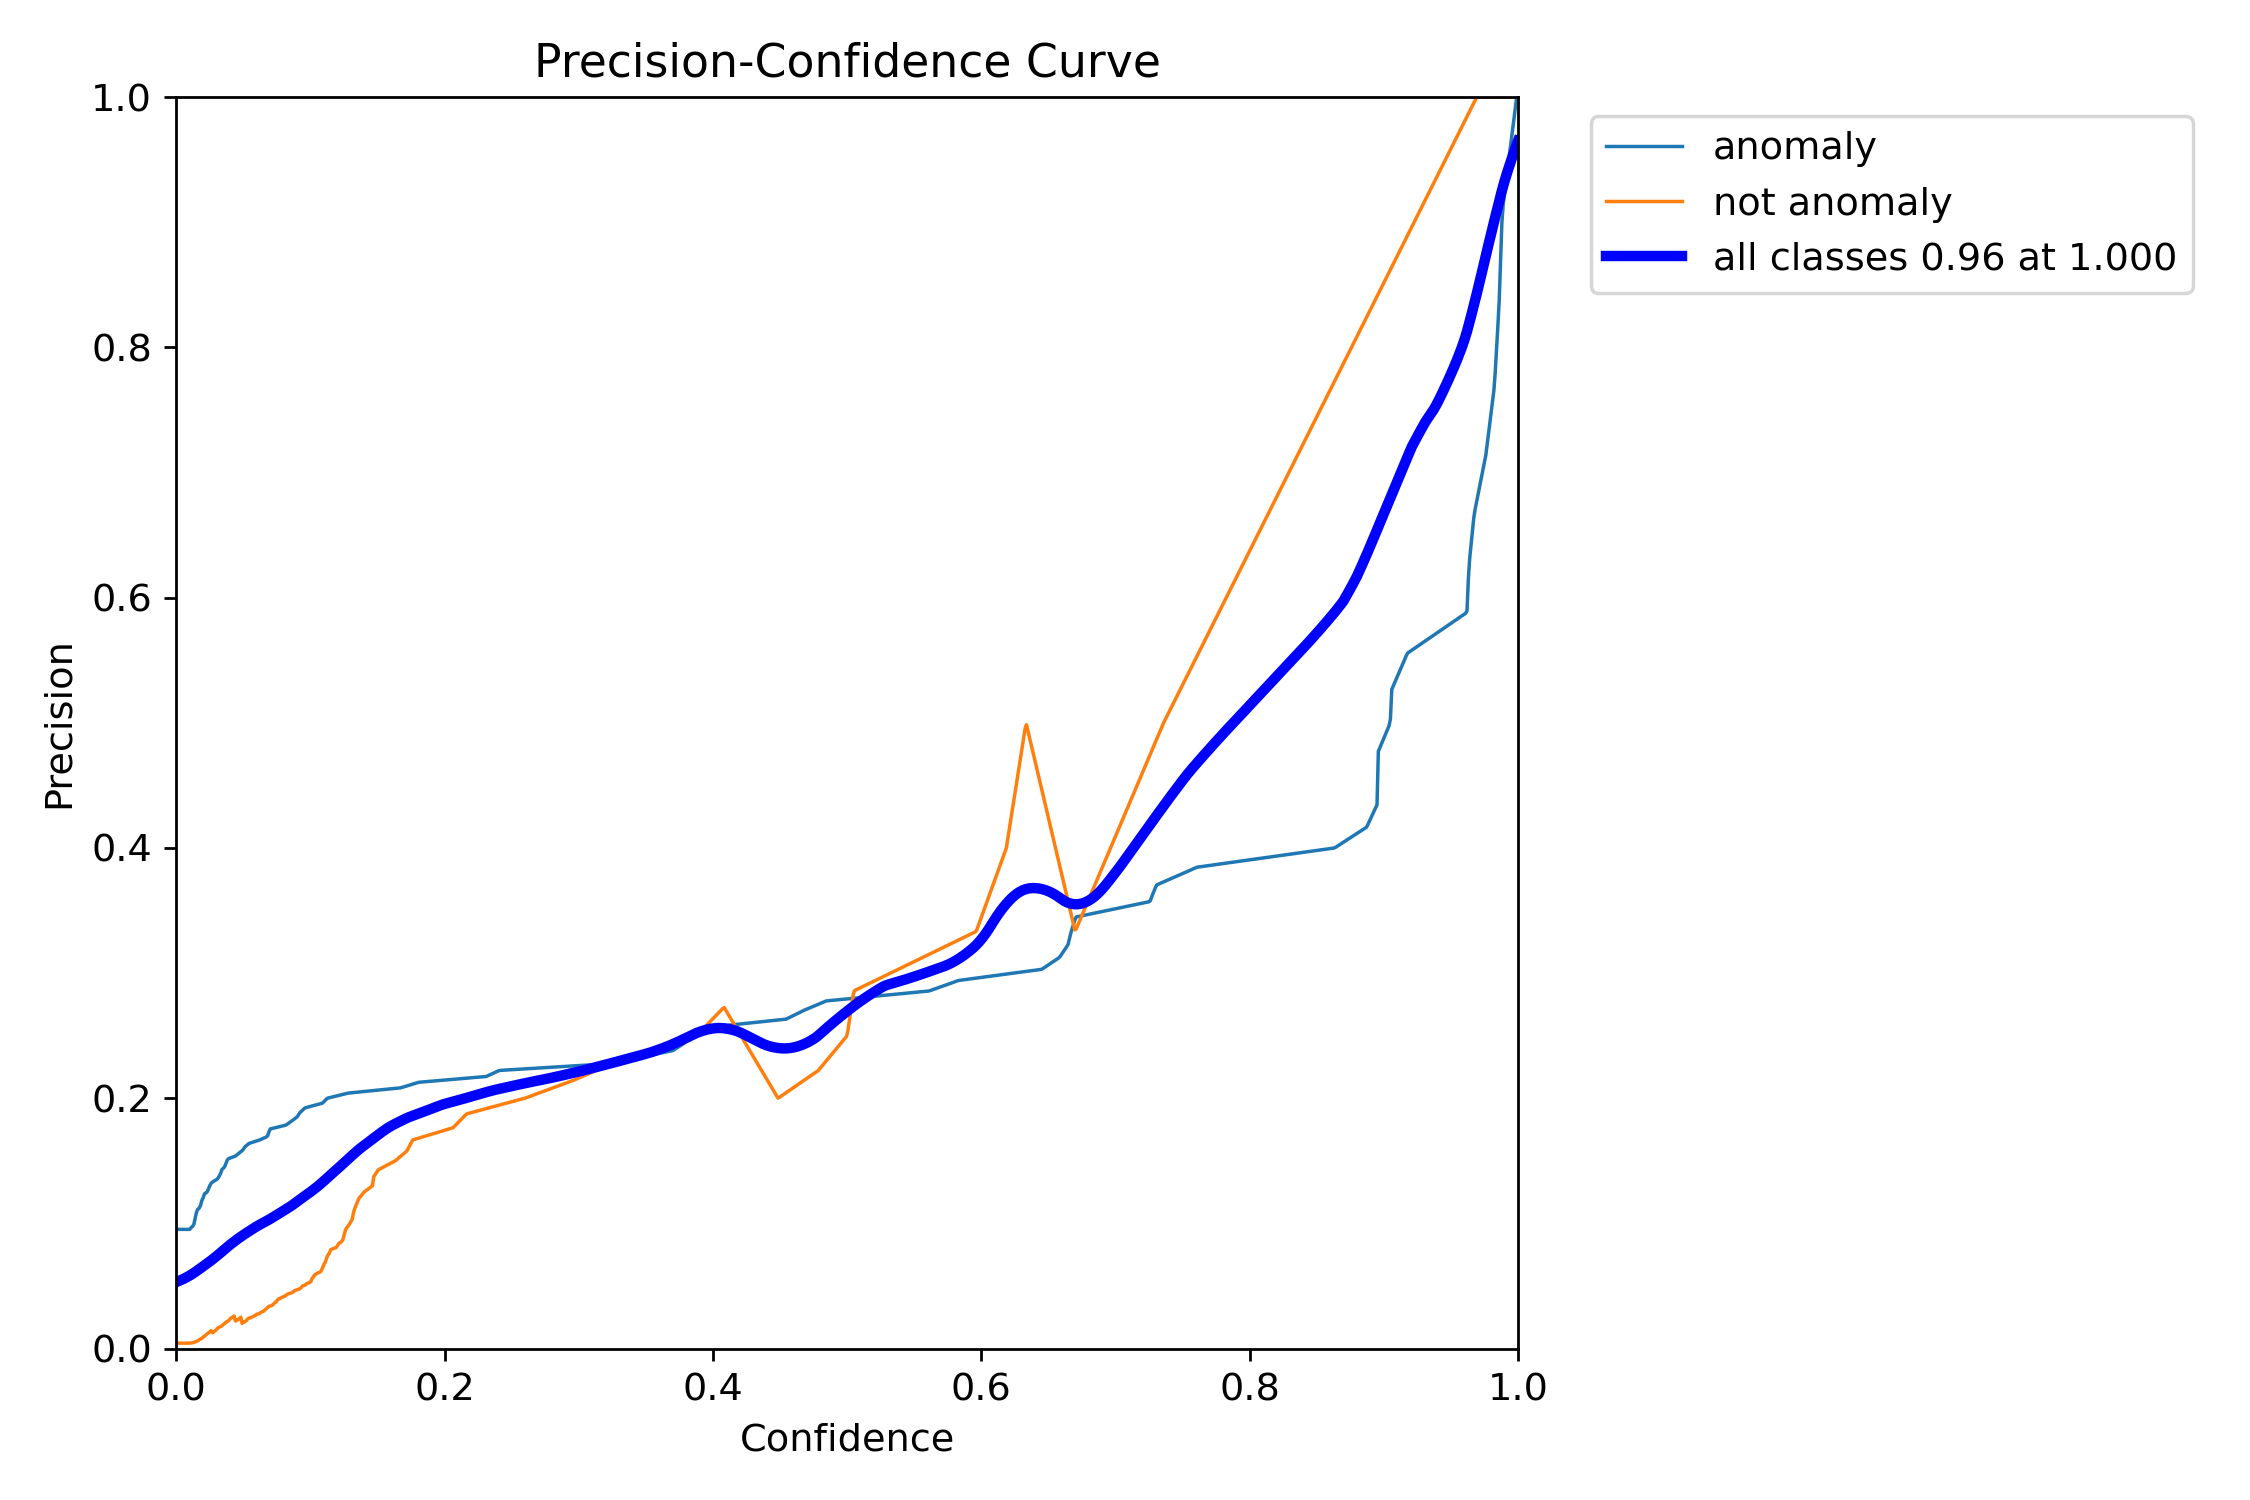 Precision-Confidence Curve
1.0
0.8
0.6
0.4
0.2
0.0
Precision
0.0 0.2 0.4 0.6 0.8 1.0
Confidence
anomaly
not anomaly
all classes 0.96 at 1.000